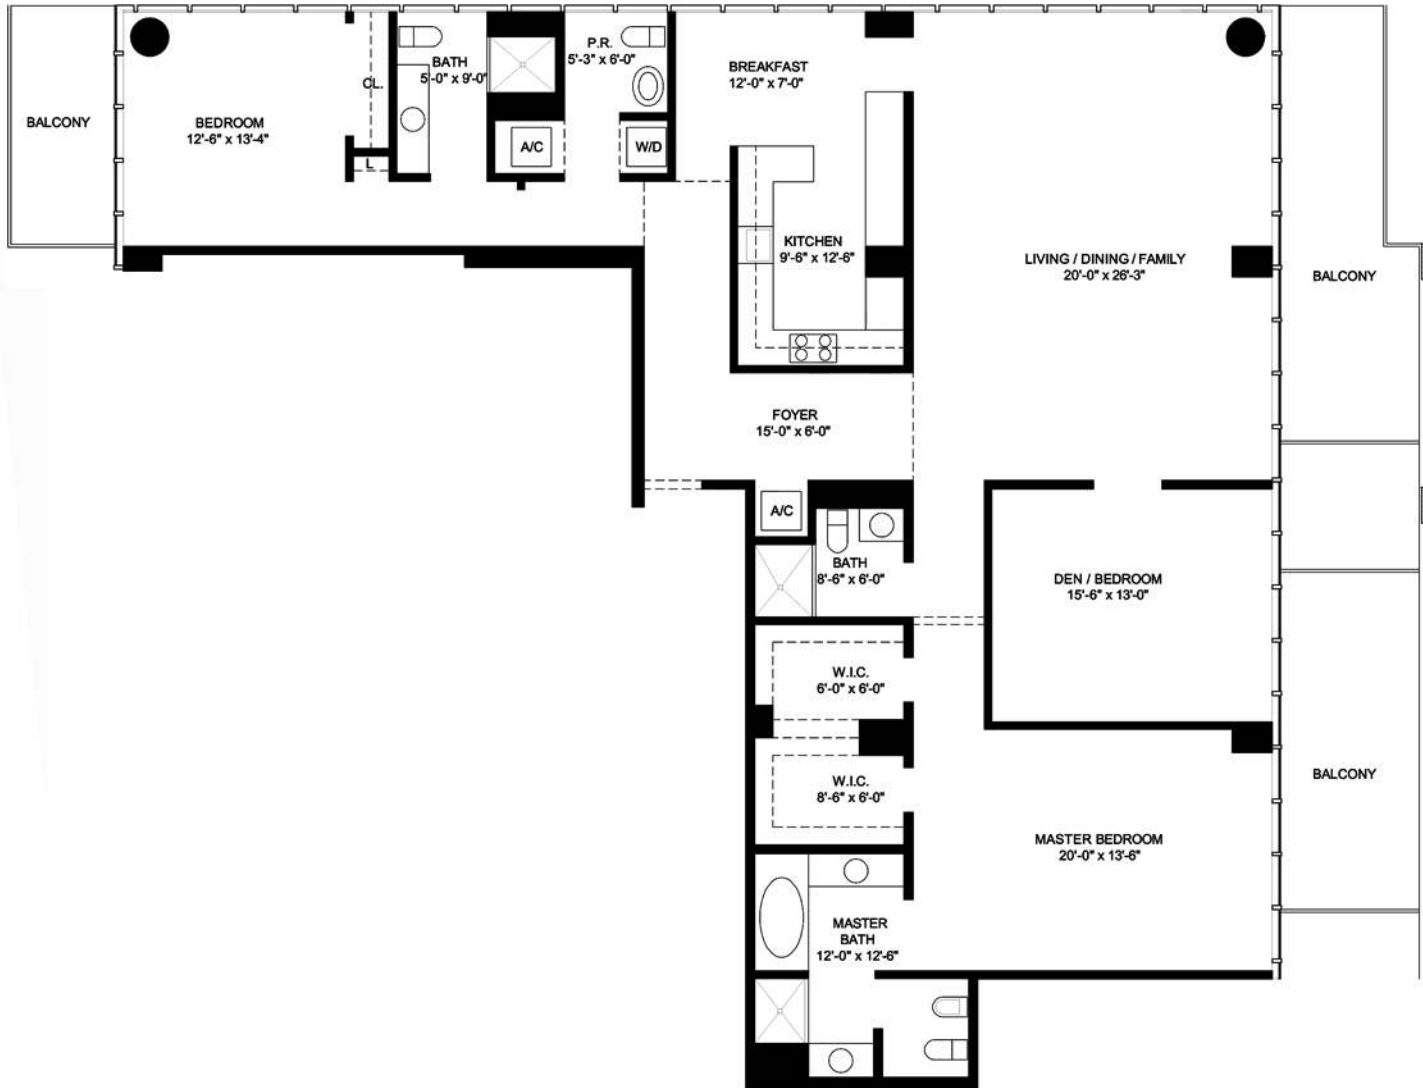 BALCONY
BEDROOM
12'-6" x 13'-4"
CL.
L
BATH
5'-0" x 9'-0"
A/C
P.R.
5'-3" x 6'-0"
W/D
BREAKFAST
12'-0" x 7'-0"
KITCHEN
9'-6" x 12'-6"
LIVING / DINING / FAMILY
20'-0" x 26'-3"
BALCONY
FOYER
15'-0" x 6'-0"
A/C
BATH
8'-6" x 6'-0"
DEN / BEDROOM
15'-6" x 13'-0"
W.I.C.
6'-0" x 6'-0"
W.I.C.
8'-6" x 6'-0"
BALCONY
MASTER BEDROOM
20'-0" x 13'-6"
MASTER
BATH
12'-0" x 12'-6"